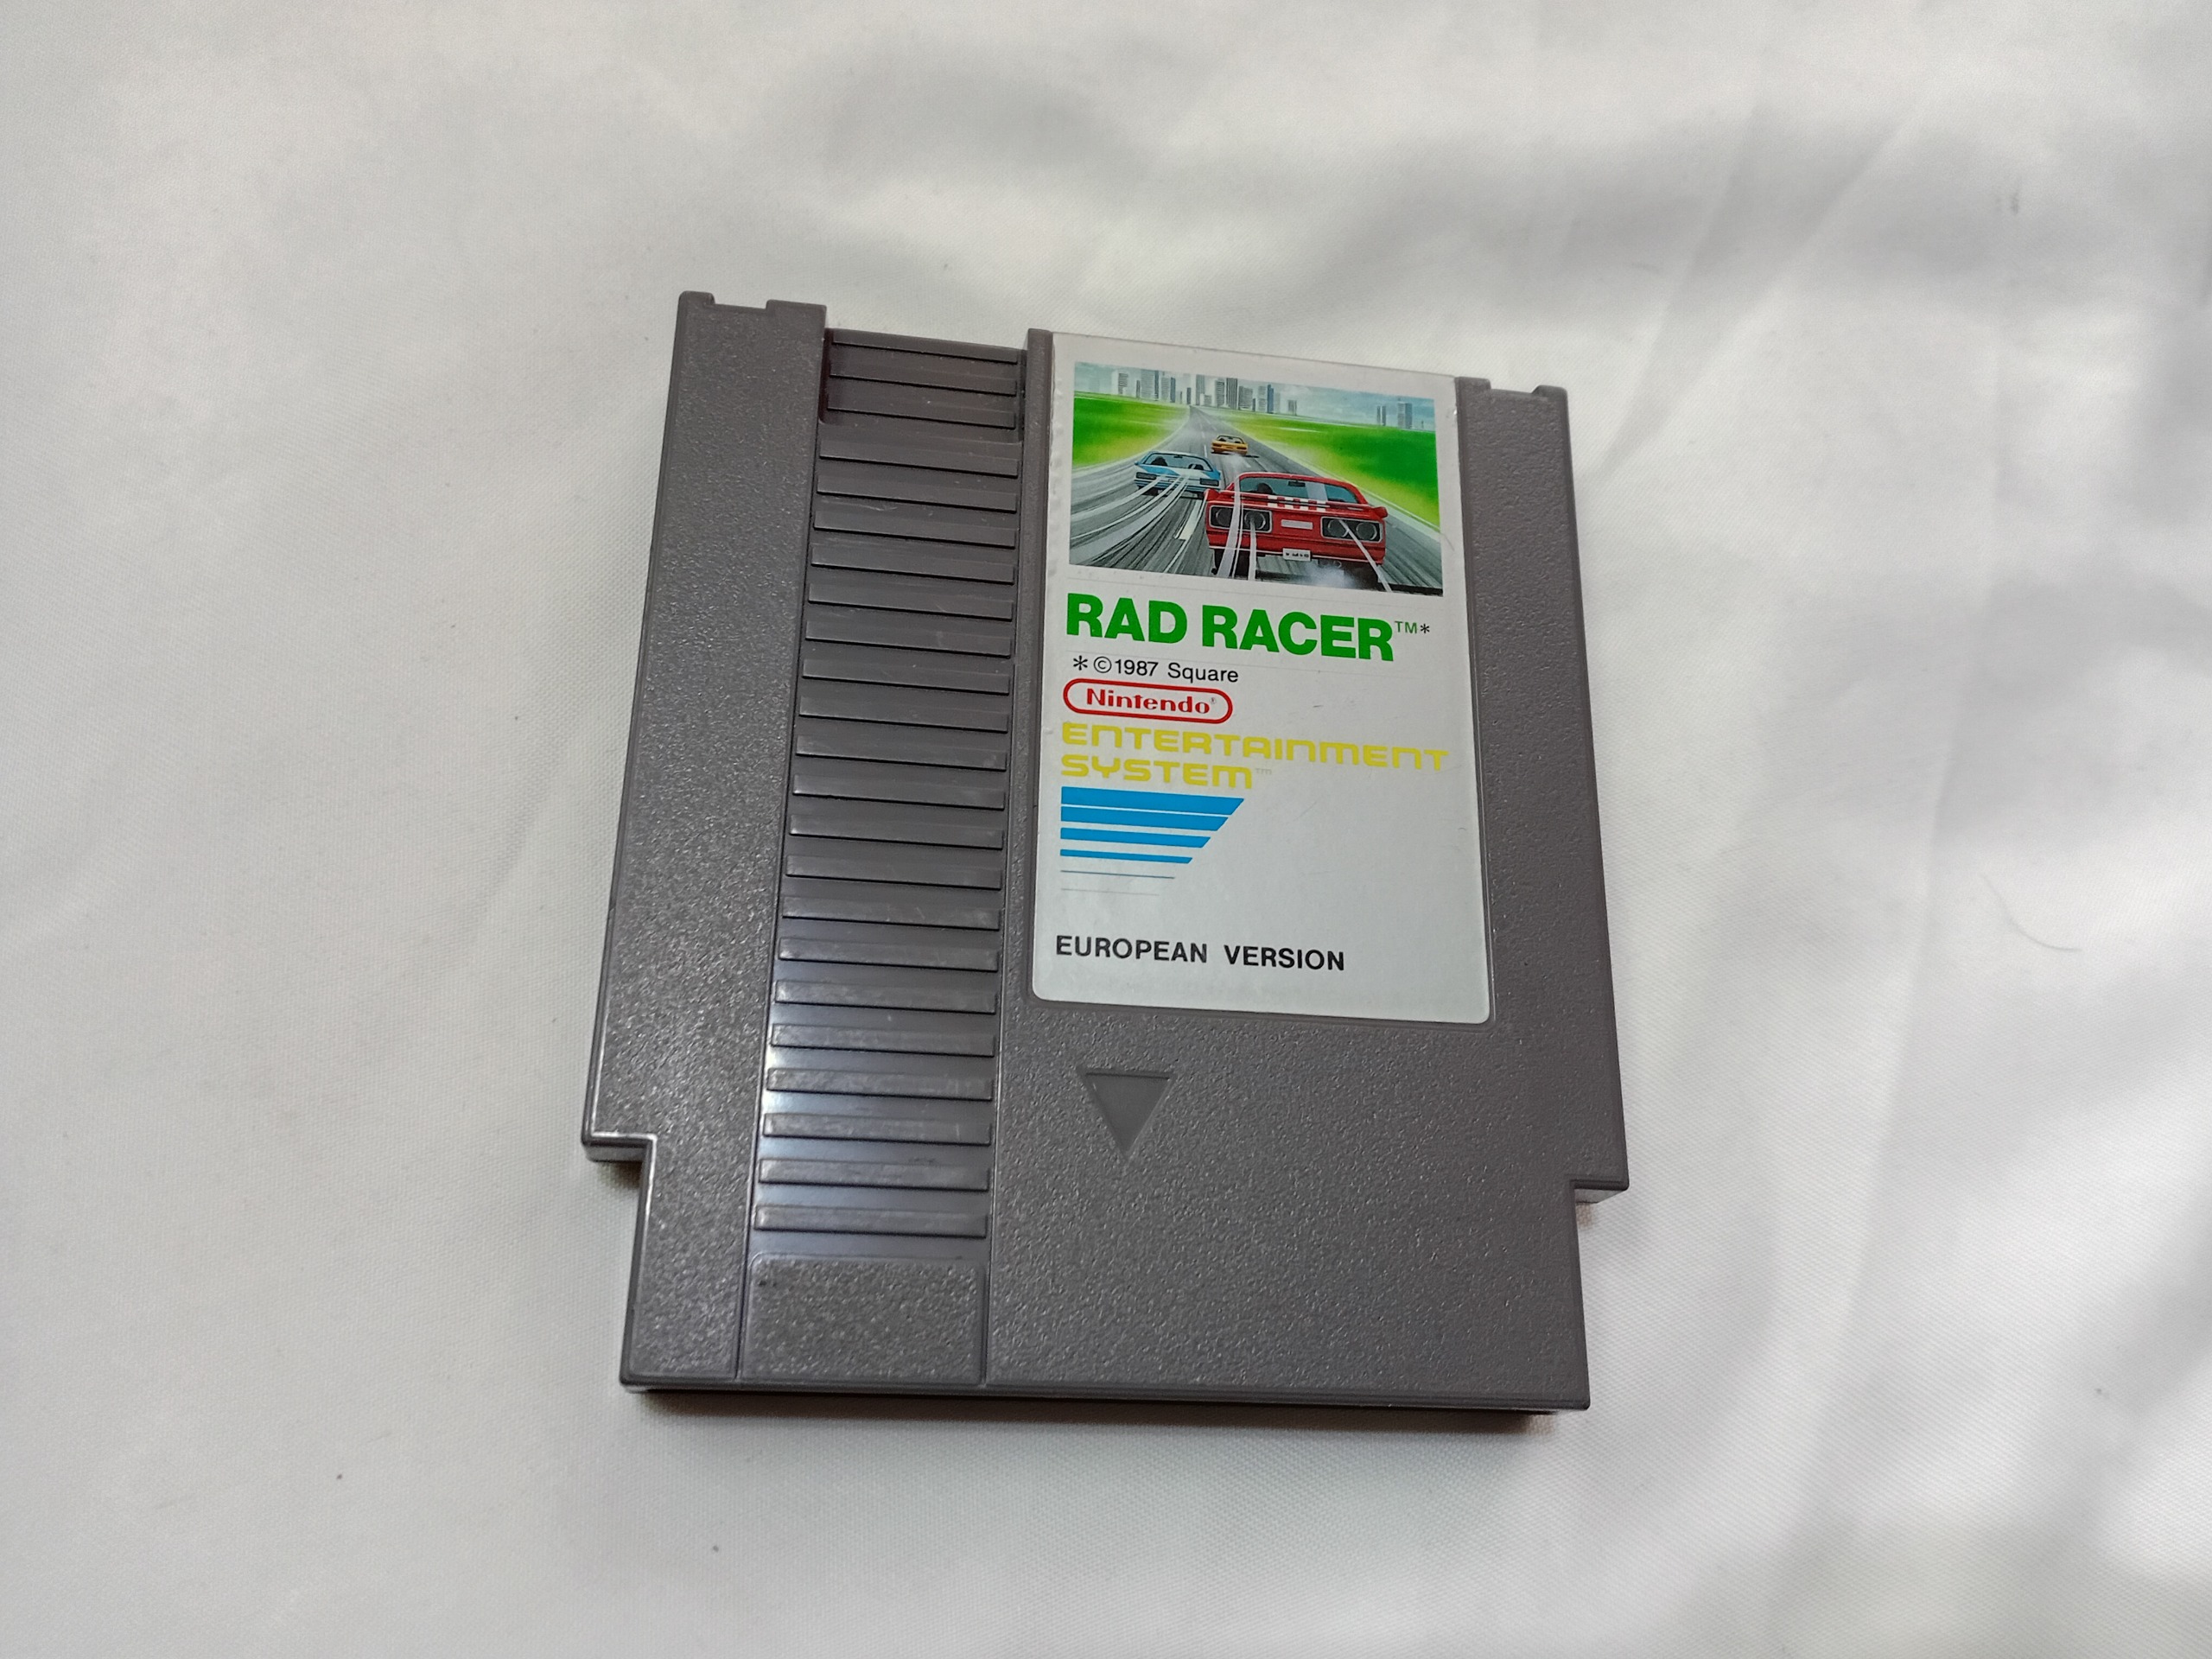 RAD RACER™*
*©1987 Square
Nintendo®
ENTERTAINMENT
SYSTEM™
EUROPEAN VERSION